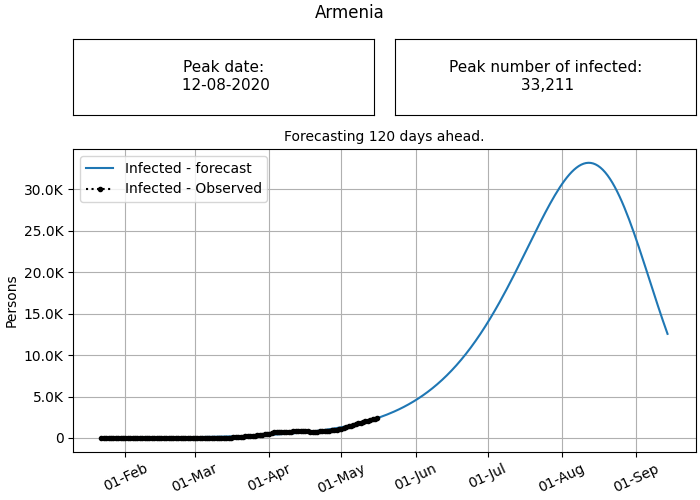 Armenia
Peak date:
12-08-2020
Peak number of infected:
33,211
Forecasting 120 days ahead.
Infected - forecast
Infected - Observed
Persons
30.0K
25.0K
20.0K
15.0K
10.0K
5.0K
0
01-Feb
01-Mar
01-Apr
01-May
01-Jun
01-Jul
01-Aug
01-Sep